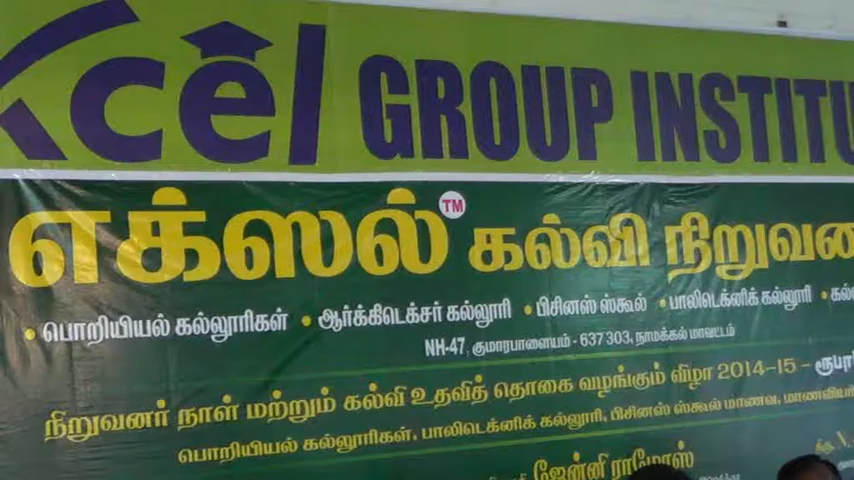 xcel GROUP INSTITU
எக்ஸல் TM கல்வி நிறுவன
• பொறியியல் கல்லூரிகள் • ஆர்க்கிடெக்சர் கல்லூரி • பிசினஸ் ஸ்கூல் • பாலிடெக்னிக் கல்லூரி •
NH-47, குமாரபாளையம் - 637 303, நாமக்கல் மாவட்டம்
நிறுவனர் நாள் மற்றும் கல்வி உதவித் தொகை வழங்கும் விழா 2014-15 -
பொறியியல் கல்லூரிகள், பாலிடெக்னிக் கல்லூரி, பிசினஸ் ஸ்கூல் மாணவ,
ஜேன்னி ராமோஸ்